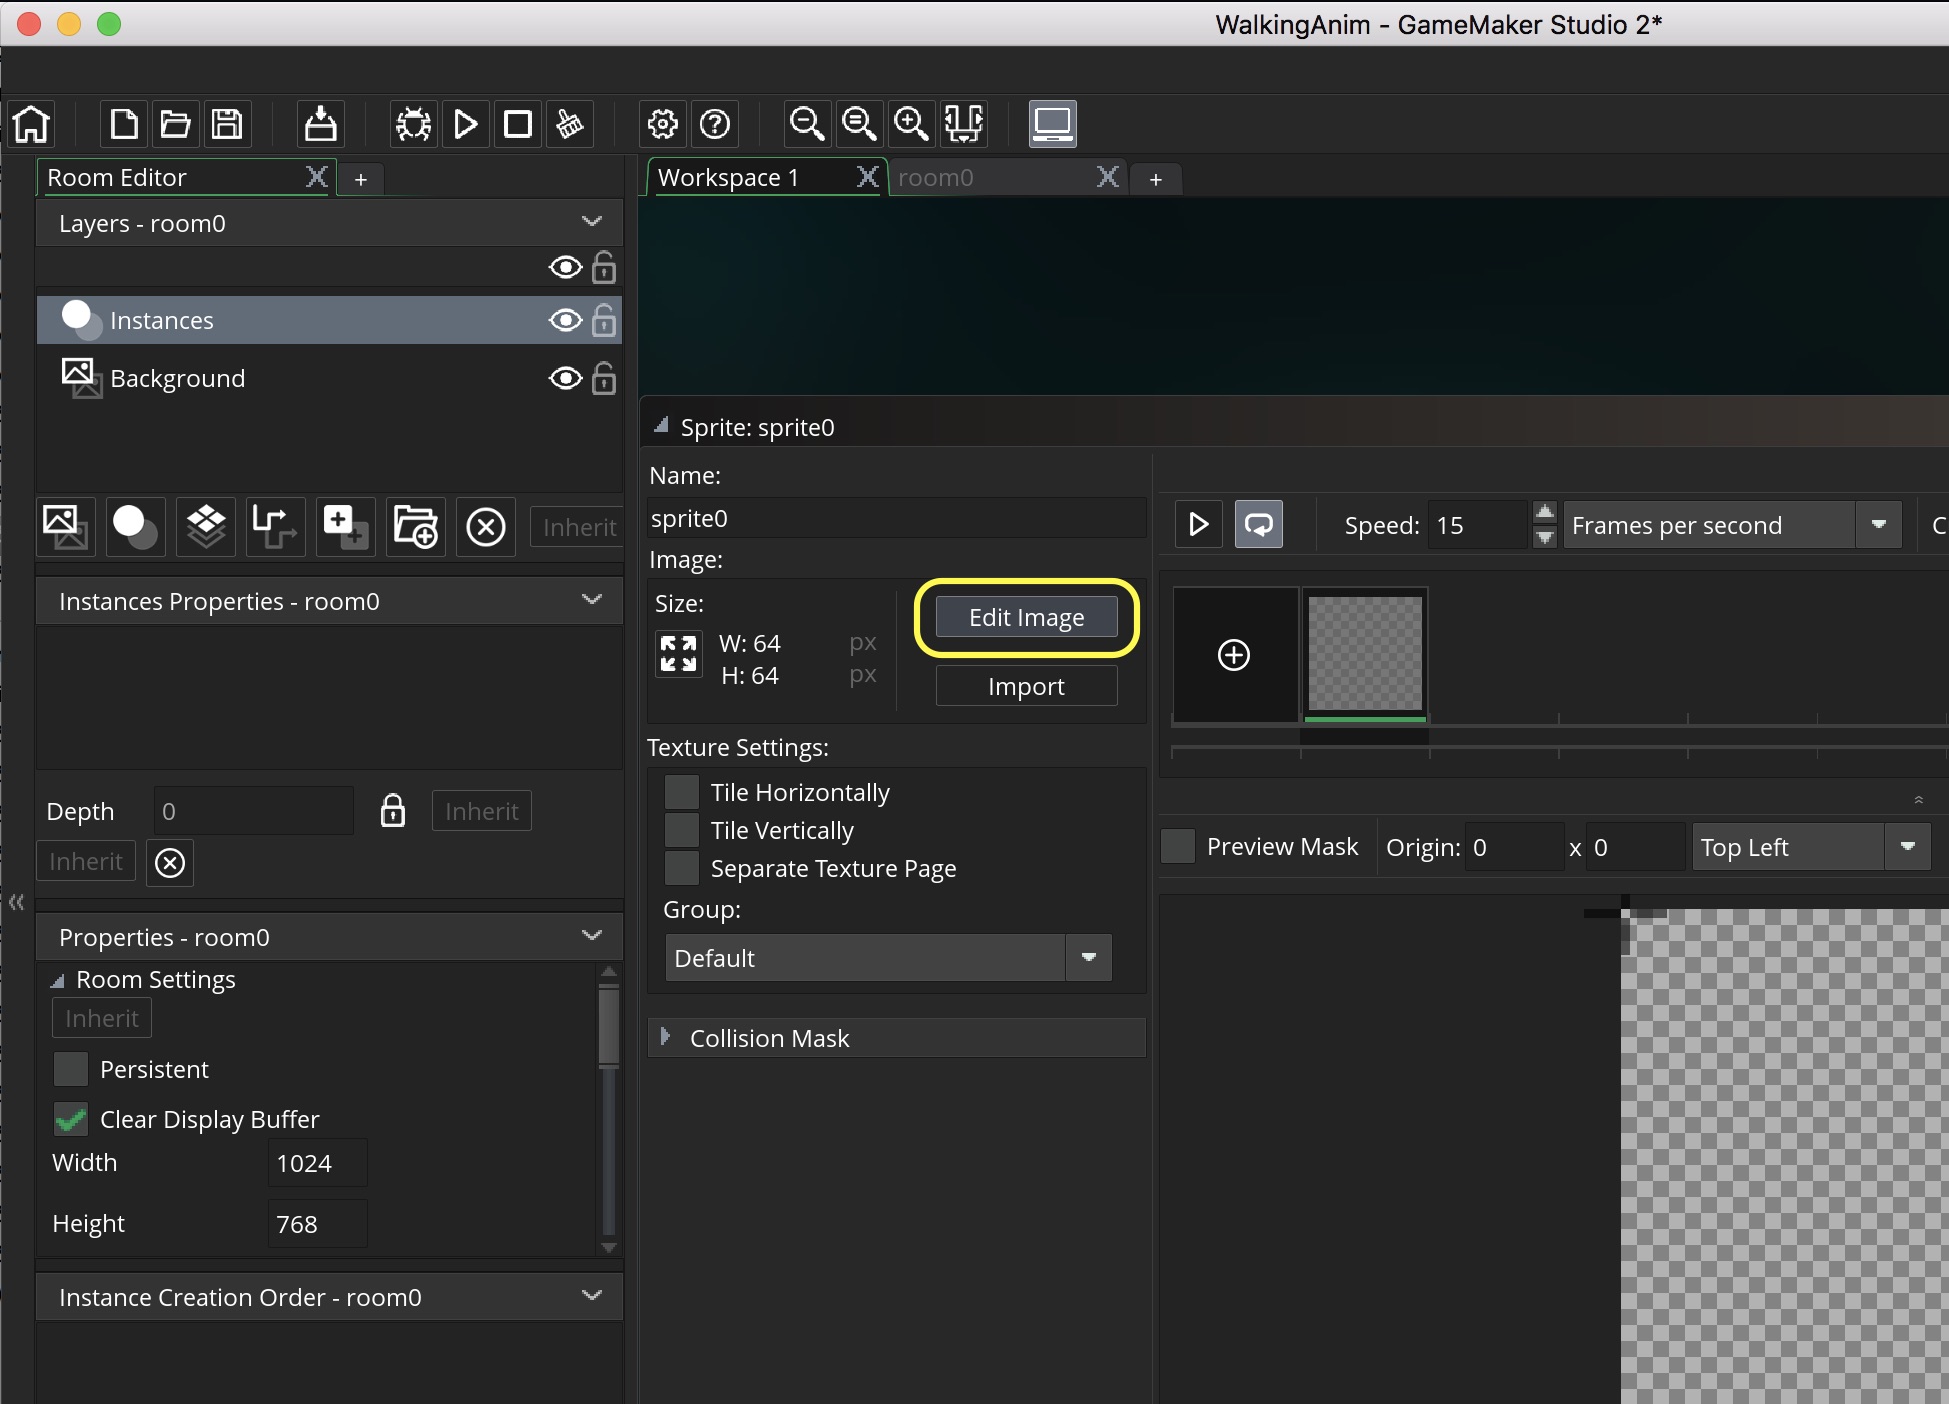 WalkingAnim - GameMaker Studio 2*
Room Editor
Workspace 1
room0
Layers - room0
Instances
Background
Inherit
Instances Properties - room0
Depth
0
Inherit
Inherit
Properties - room0
Room Settings
Inherit
Persistent
Clear Display Buffer
Width 1024
Height 768
Instance Creation Order - room0
Sprite: sprite0
Name:
sprite0
Image:
Size:
W: 64 px
H: 64 px
Edit Image
Import
Texture Settings:
Tile Horizontally
Tile Vertically
Separate Texture Page
Group:
Default
Collision Mask
Speed: 15 Frames per second C
Preview Mask Origin: 0 x 0 Top Left